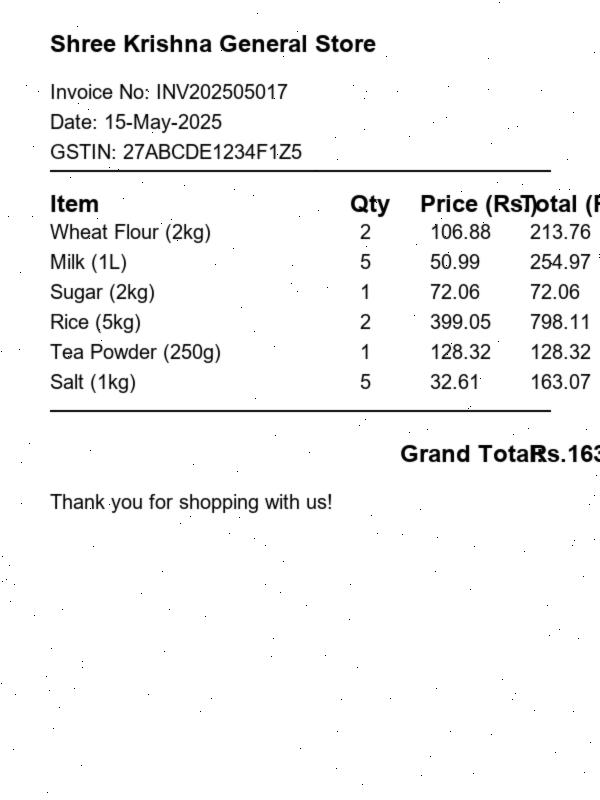 Shree Krishna General Store
Invoice No: INV202505017
Date: 15-May-2025
GSTIN: 27ABCDE1234F1Z5
Item Qty Price (Rs) Total
Wheat Flour (2kg) 2 106.88 213.76
Milk (1L) 5 50.99 254.97
Sugar (2kg) 1 72.06 72.06
Rice (5kg) 2 399.05 798.11
Tea Powder (250g) 1 128.32 128.32
Salt (1kg) 5 32.61 163.07
Grand Total Rs.163
Thank you for shopping with us!